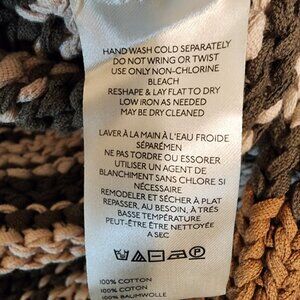 HAND WASH COLD SEPARATELY
DO NOT WRING OR TWIST
USE ONLY NON-CHLORINE
BLEACH
RESHAPE & LAY FLAT TO DRY
LOW IRON AS NEEDED
MAY BE DRY CLEANED
LAVER À LA MAIN À L'EAU FROIDE
SÉPARÉMEN
NE PAS TORDRE OU ESSORER
UTILISER UN AGENT DE
BLANCHIMENT SANS CHLORE SI
NÉCESSAIRE
REMODELER ET SÉCHER À PLAT
REPASSER, AU BESOIN, À TRÈS
BASSE TEMPÉRATURE
PEUT-ÊTRE ÊTRE NETTOYÉE
A SEC
100% COTTON
100% COTON
100% BAUMWOLLE